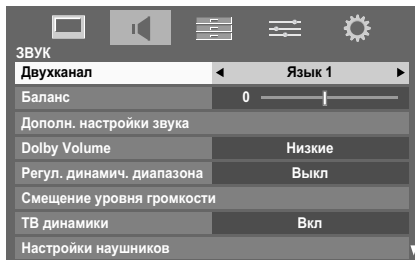 ЗВУК
Двухканал ◄ Язык 1 ►
Баланс 0
Дополн. настройки звука
Dolby Volume Низкие
Регул. динамич. диапазона Выкл
Смещение уровня громкости
ТВ динамики Вкл
Настройки наушников